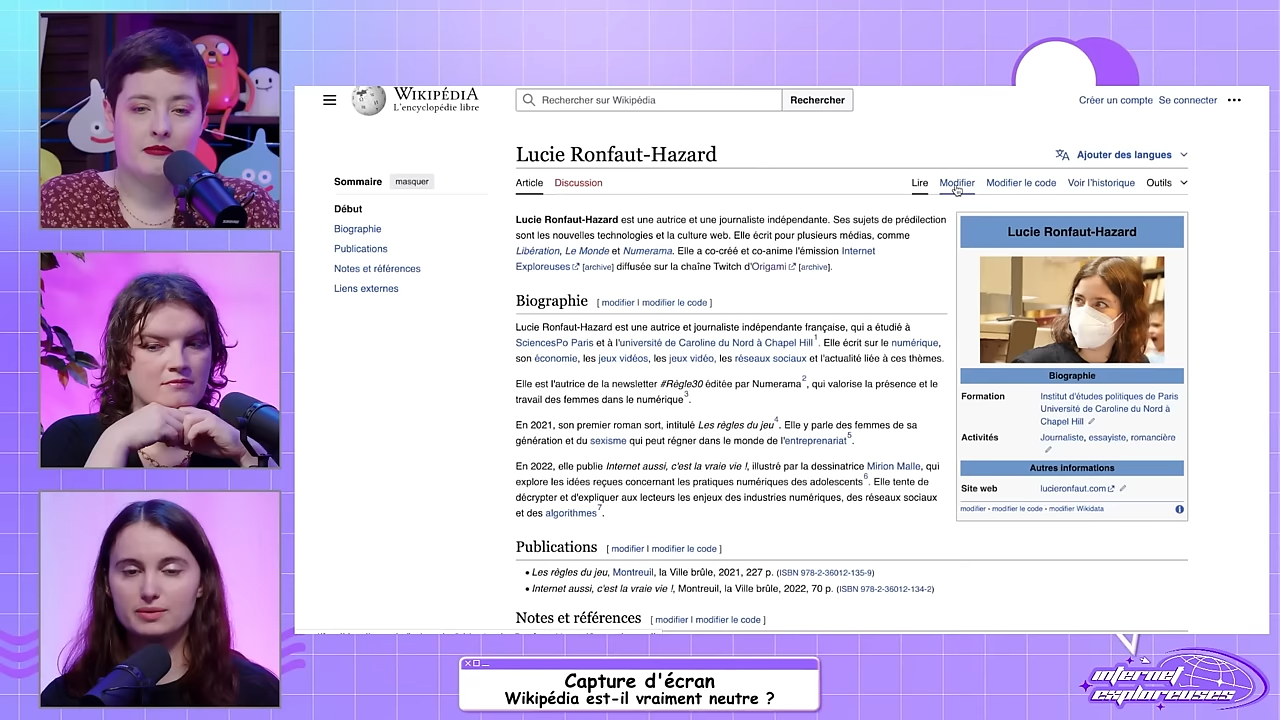 WIKIPÉDIA
L'encyclopédie libre
Rechercher sur Wikipédia
Rechercher
Créer un compte Se connecter
Lucie Ronfaut-Hazard
Ajouter des langues
Sommaire masquer
Article Discussion
Lire Modifier Modifier le code Voir l'historique Outils
Début
Biographie
Publications
Notes et références
Liens externes
Lucie Ronfaut-Hazard est une autrice et une journaliste indépendante. Ses sujets de prédilection
sont les nouvelles technologies et la culture web. Elle écrit pour plusieurs médias, comme
Libération, Le Monde et Numerama. Elle a co-créé et co-anime l'émission Internet
Exploreuses [archive] diffusée sur la chaîne Twitch d'Origami [archive].
Biographie [ modifier | modifier le code ]
Lucie Ronfaut-Hazard est une autrice et journaliste indépendante française, qui a étudié à
SciencesPo Paris et à l'université de Caroline du Nord à Chapel Hill1. Elle écrit sur le numérique,
son économie, les jeux vidéos, les jeux vidéo, les réseaux sociaux et l'actualité liée à ces thèmes.
Elle est l'autrice de la newsletter #Règle30 éditée par Numerama2, qui valorise la présence et le
travail des femmes dans le numérique3.
En 2021, son premier roman sort, intitulé Les règles du jeu4. Elle y parle des femmes de sa
génération et du sexisme qui peut régner dans le monde de l'entreprenariat5.
En 2022, elle publie Internet aussi, c'est la vraie vie !, illustré par la dessinatrice Mirion Malle, qui
explore les idées reçues concernant les pratiques numériques des adolescents6. Elle tente de
décrypter et d'expliquer aux lecteurs les enjeux des industries numériques, des réseaux sociaux
et des algorithmes7.
Publications [ modifier | modifier le code ]
• Les règles du jeu, Montreuil, la Ville brûle, 2021, 227 p. (ISBN 978-2-36012-135-9)
• Internet aussi, c'est la vraie vie !, Montreuil, la Ville brûle, 2022, 70 p. (ISBN 978-2-36012-134-2)
Notes et références [ modifier | modifier le code ]
Lucie Ronfaut-Hazard
Biographie
Formation Institut d'études politiques de Paris
Université de Caroline du Nord à
Chapel Hill
Activités Journaliste, essayiste, romancière
Autres informations
Site web lucieronfaut.com
modifier • modifier le code • modifier Wikidata
Capture d'écran
Wikipédia est-il vraiment neutre ?
internet
exploreuses